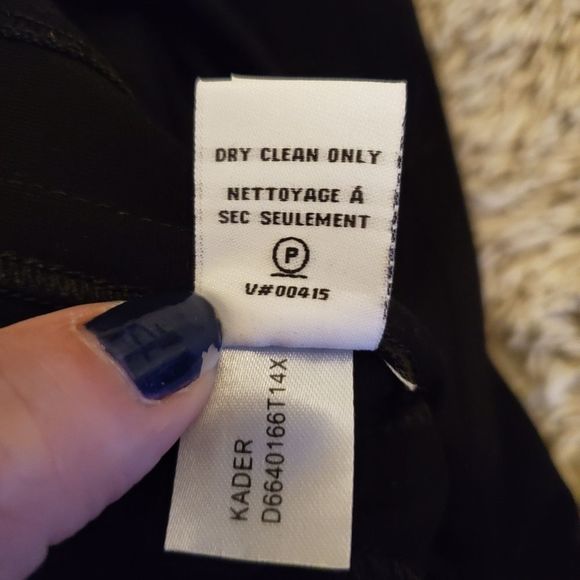 DRY CLEAN ONLY
NETTOYAGE Á
SEC SEULEMENT
P
V#00415
KADER
D6640166T14X